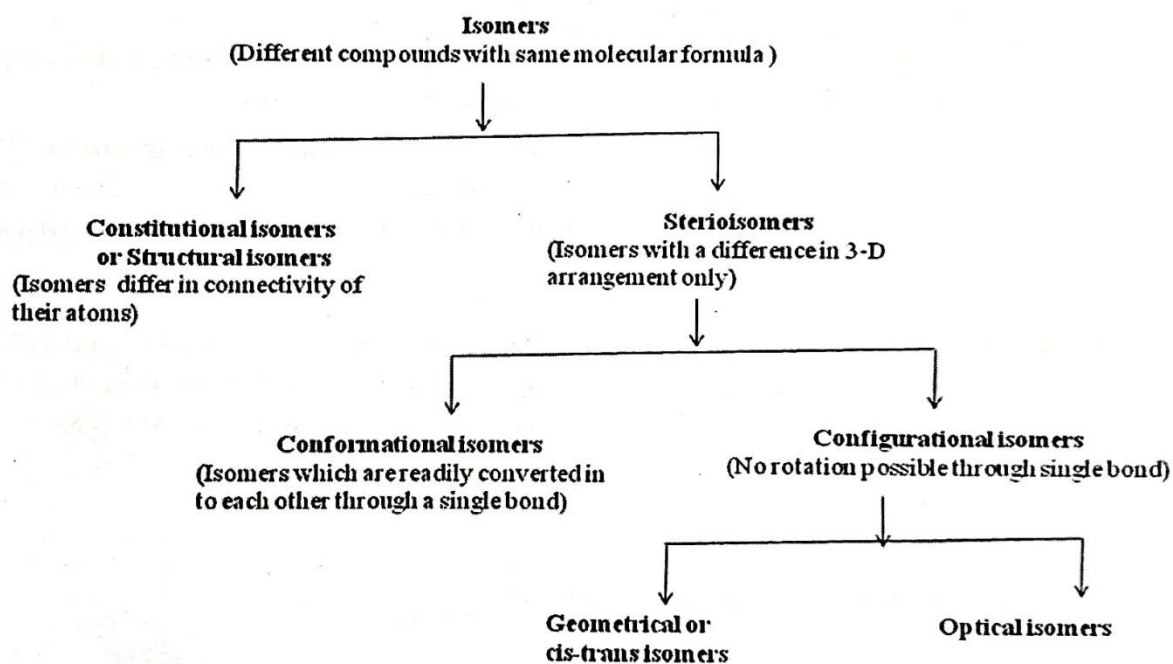 Isomers
(Different compounds with same molecular formula )
Constitutional isomers
or Structural isomers
(Isomers differ in connectivity of
their atoms)
Sterioisomers
(Isomers with a difference in 3-D
arrangement only)
Conformational isomers
(Isomers which are readily converted in
to each other through a single bond)
Configurational isomers
(No rotation possible through single bond)
Geometrical or
cis-trans isomers
Optical isomers